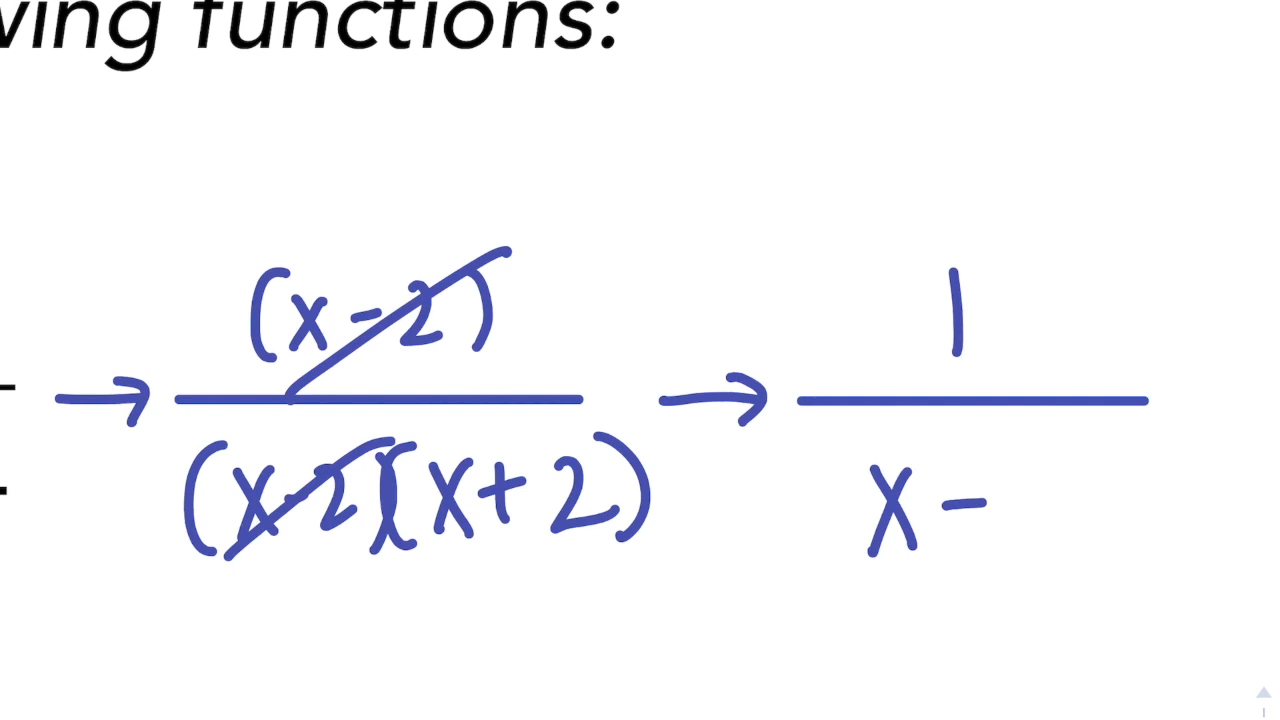 wing functions:
→ (x-2) → 1
(x-2)(x+2) x-